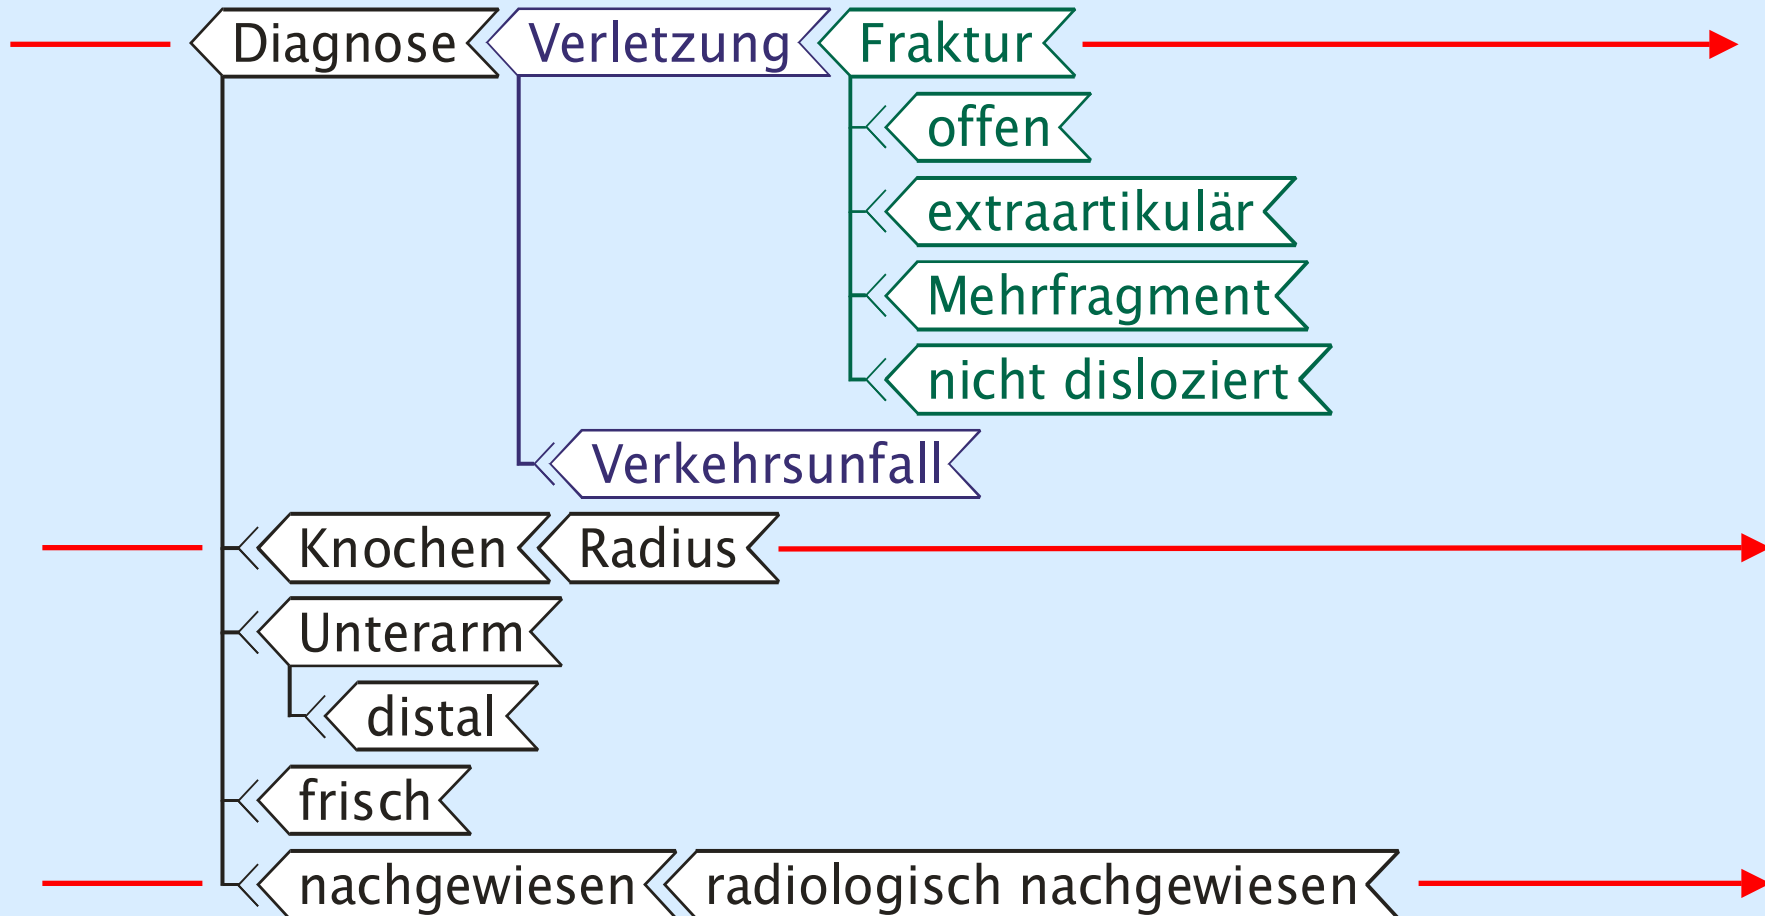 Diagnose Verletzung Fraktur
offen
extraartikulär
Mehrfragment
nicht disloziert
Verkehrsunfall
Knochen Radius
Unterarm
distal
frisch
nachgewiesen radiologisch nachgewiesen